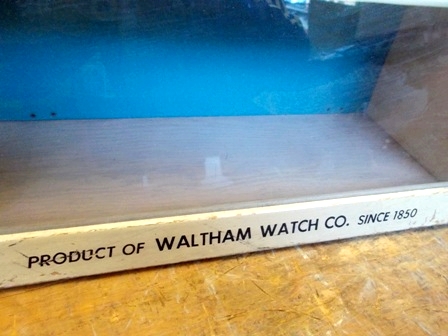 PRODUCT OF WALTHAM WATCH CO. SINCE 1850